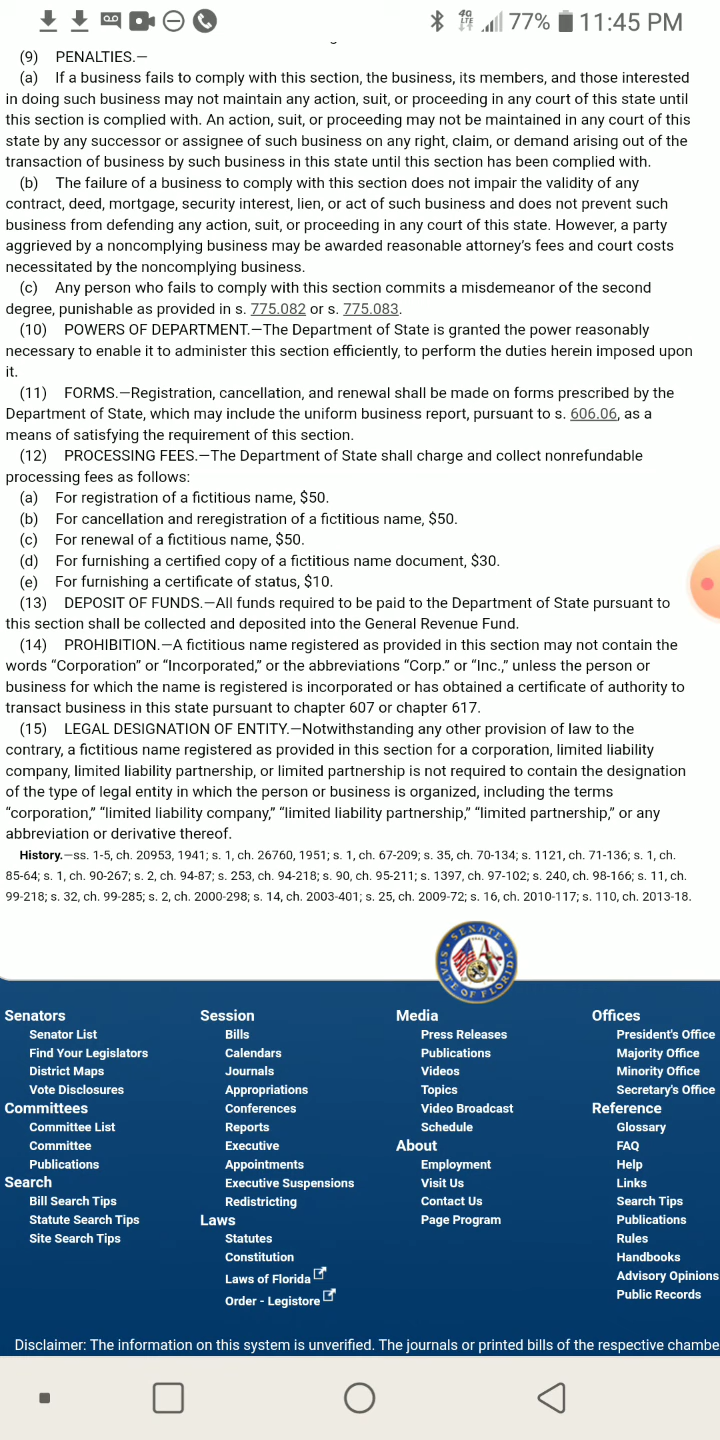 4G
LTE
77%
11:45 PM
(9) PENALTIES.—
(a) If a business fails to comply with this section, the business, its members, and those interested
in doing such business may not maintain any action, suit, or proceeding in any court of this state until
this section is complied with. An action, suit, or proceeding may not be maintained in any court of this
state by any successor or assignee of such business on any right, claim, or demand arising out of the
transaction of business by such business in this state until this section has been complied with.
(b) The failure of a business to comply with this section does not impair the validity of any
contract, deed, mortgage, security interest, lien, or act of such business and does not prevent such
business from defending any action, suit, or proceeding in any court of this state. However, a party
aggrieved by a noncomplying business may be awarded reasonable attorney’s fees and court costs
necessitated by the noncomplying business.
(c) Any person who fails to comply with this section commits a misdemeanor of the second
degree, punishable as provided in s. 775.082 or s. 775.083.
(10) POWERS OF DEPARTMENT.—The Department of State is granted the power reasonably
necessary to enable it to administer this section efficiently, to perform the duties herein imposed upon
it.
(11) FORMS.—Registration, cancellation, and renewal shall be made on forms prescribed by the
Department of State, which may include the uniform business report, pursuant to s. 606.06, as a
means of satisfying the requirement of this section.
(12) PROCESSING FEES.—The Department of State shall charge and collect nonrefundable
processing fees as follows:
(a) For registration of a fictitious name, $50.
(b) For cancellation and reregistration of a fictitious name, $50.
(c) For renewal of a fictitious name, $50.
(d) For furnishing a certified copy of a fictitious name document, $30.
(e) For furnishing a certificate of status, $10.
(13) DEPOSIT OF FUNDS.—All funds required to be paid to the Department of State pursuant to
this section shall be collected and deposited into the General Revenue Fund.
(14) PROHIBITION.—A fictitious name registered as provided in this section may not contain the
words “Corporation” or “Incorporated,” or the abbreviations “Corp.” or “Inc.,” unless the person or
business for which the name is registered is incorporated or has obtained a certificate of authority to
transact business in this state pursuant to chapter 607 or chapter 617.
(15) LEGAL DESIGNATION OF ENTITY.—Notwithstanding any other provision of law to the
contrary, a fictitious name registered as provided in this section for a corporation, limited liability
company, limited liability partnership, or limited partnership is not required to contain the designation
of the type of legal entity in which the person or business is organized, including the terms
“corporation,” “limited liability company,” “limited liability partnership,” “limited partnership,” or any
abbreviation or derivative thereof.
History.—ss. 1-5, ch. 20953, 1941; s. 1, ch. 26760, 1951; s. 1, ch. 67-209; s. 35, ch. 70-134; s. 1121, ch. 71-136; s. 1, ch.
85-64; s. 1, ch. 90-267; s. 2, ch. 94-87; s. 253, ch. 94-218; s. 90, ch. 95-211; s. 1397, ch. 97-102; s. 240, ch. 98-166; s. 11, ch.
99-218; s. 32, ch. 99-285; s. 2, ch. 2000-298; s. 14, ch. 2003-401; s. 25, ch. 2009-72; s. 16, ch. 2010-117; s. 110, ch. 2013-18.
SENATE
STATE OF FLORIDA
Senators
Senator List
Find Your Legislators
District Maps
Vote Disclosures
Committees
Committee List
Committee
Publications
Search
Bill Search Tips
Statute Search Tips
Site Search Tips
Session
Bills
Calendars
Journals
Appropriations
Conferences
Reports
Executive
Appointments
Executive Suspensions
Redistricting
Laws
Statutes
Constitution
Laws of Florida
Order - Legistore
Media
Press Releases
Publications
Videos
Topics
Video Broadcast
Schedule
About
Employment
Visit Us
Contact Us
Page Program
Offices
President's Office
Majority Office
Minority Office
Secretary's Office
Reference
Glossary
FAQ
Help
Links
Search Tips
Publications
Rules
Handbooks
Advisory Opinions
Public Records
Disclaimer: The information on this system is unverified. The journals or printed bills of the respective chambe